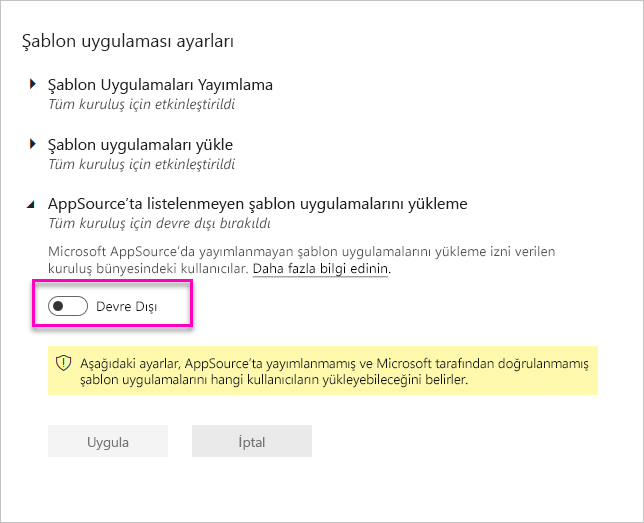 Şablon uygulaması ayarları
Şablon Uygulamaları Yayımlama
Tüm kuruluş için etkinleştirildi
Şablon uygulamaları yükle
Tüm kuruluş için etkinleştirildi
AppSource’ta listelenmeyen şablon uygulamalarını yükleme
Tüm kuruluş için devre dışı bırakıldı
Microsoft AppSource’da yayımlanmayan şablon uygulamalarını yükleme izni verilen
kuruluş bünyesindeki kullanıcılar. Daha fazla bilgi edinin.
Devre Dışı
Aşağıdaki ayarlar, AppSource’ta yayımlanmamış ve Microsoft tarafından doğrulanmamış
şablon uygulamalarını hangi kullanıcıların yükleyebileceğini belirler.
Uygula
İptal